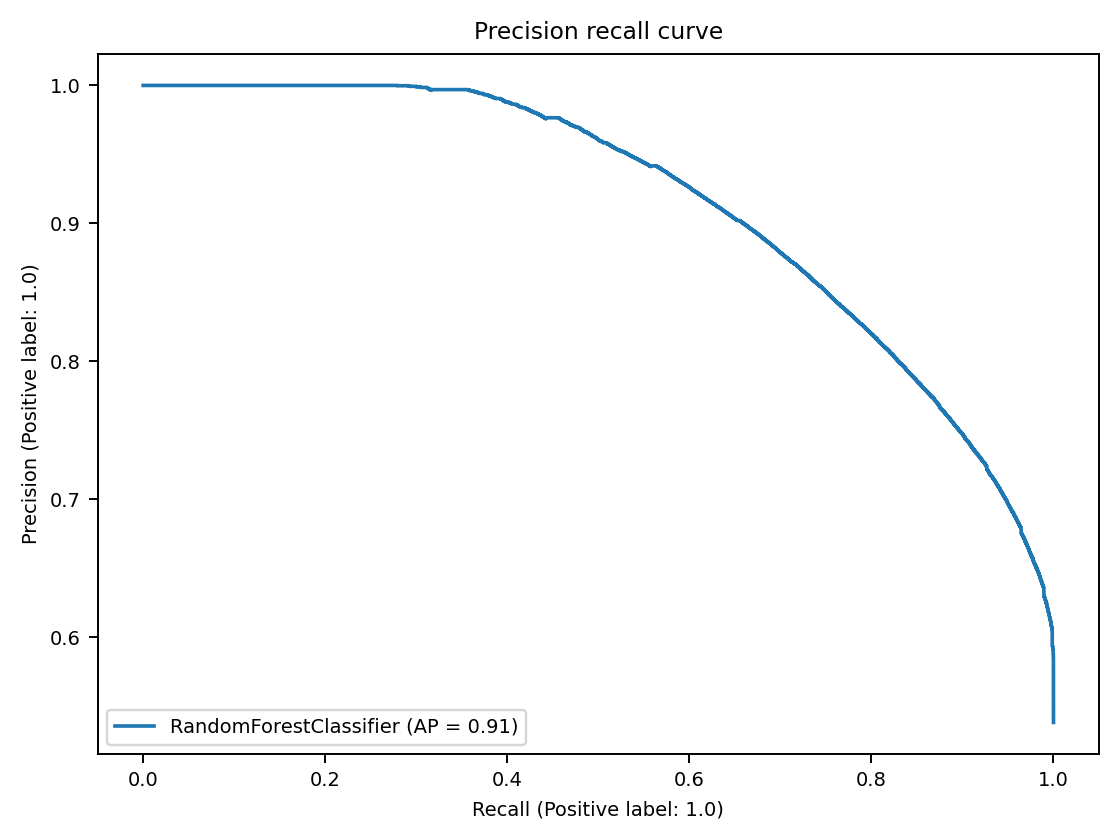 Precision recall curve
1.0
0.9
0.8
0.7
0.6
Precision (Positive label: 1.0)
RandomForestClassifier (AP = 0.91)
0.0 0.2 0.4 0.6 0.8 1.0
Recall (Positive label: 1.0)